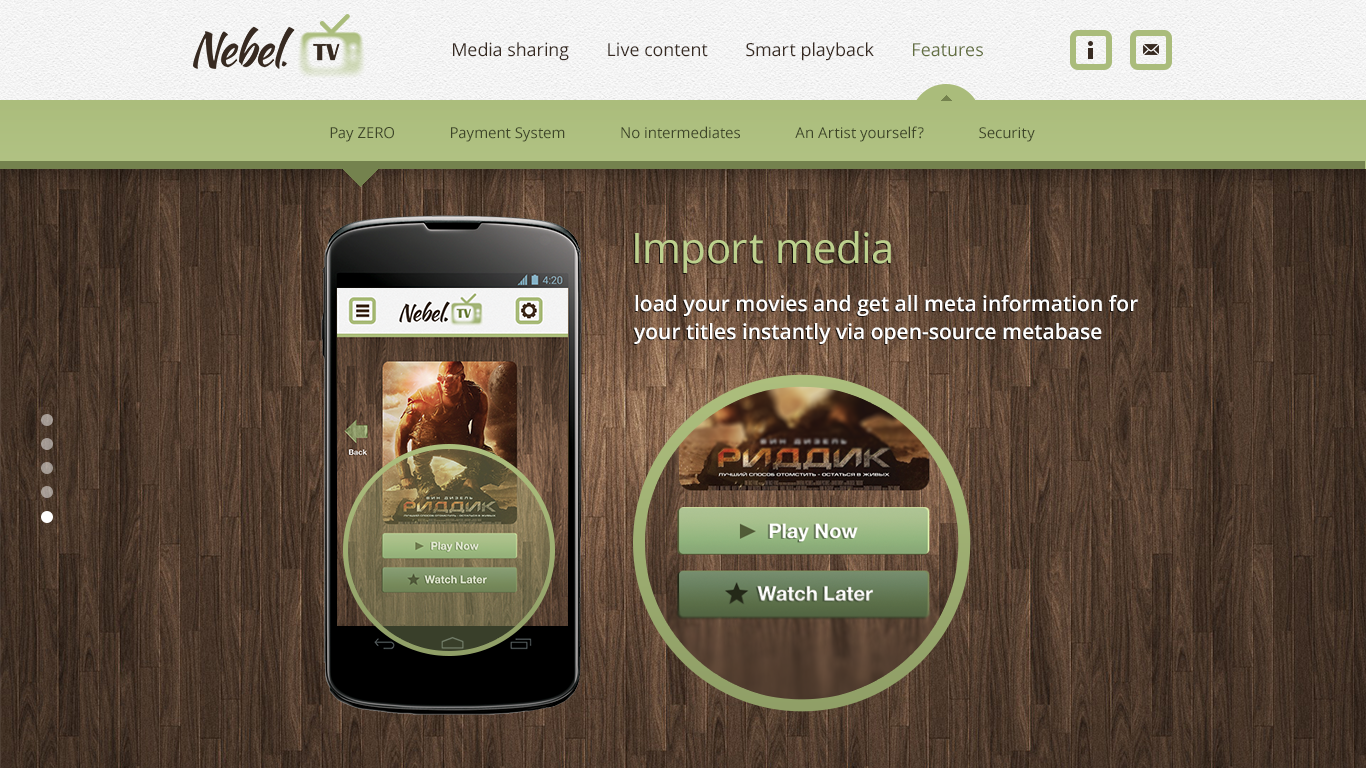 Nebel. TV
Media sharing
Live content
Smart playback
Features
Pay ZERO
Payment System
No intermediates
An Artist yourself?
Security
4:20
Nebel. TV
Back
ВИН ДИЗЕЛЬ
РИДДИК
Play Now
Watch Later
Import media
load your movies and get all meta information for
your titles instantly via open-source metabase
ВИН ДИЗЕЛЬ
РИДДИК
ЛУЧШИЙ СПОСОБ ОТОМСТИТЬ - ОСТАТЬСЯ В ЖИВЫХ
Play Now
Watch Later